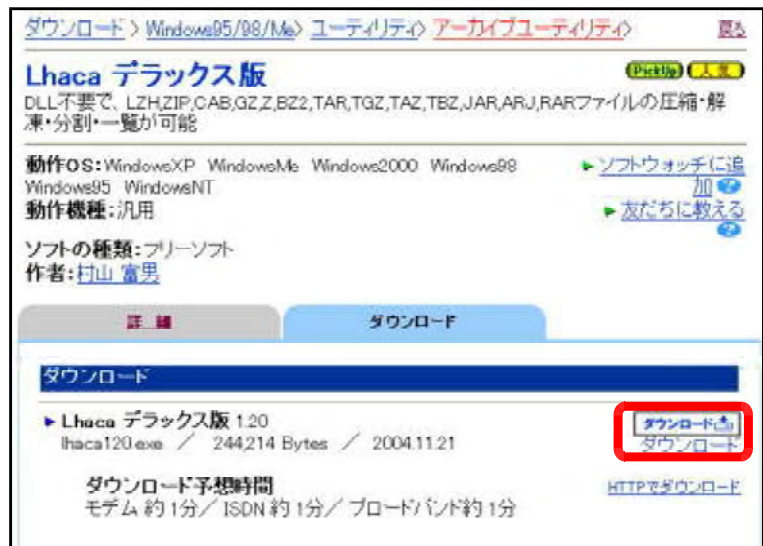 ダウンロード > Windows95/98/Me> ユーティリティ> アーカイブユーティリティ> 戻る
Lhaca デラックス版 PickUp 人気
DLL不要で、LZH,ZIP,CAB,GZ,Z,BZ2,TAR,TGZ,TAZ,TBZ,JAR,ARJ,RARファイルの圧縮・解
凍・分割・一覧が可能
動作OS:WindowsXP WindowsMe Windows2000 Windows98
Windows95 WindowsNT
動作機種:汎用
▶ソフトウォッチに追
加?
▶友だちに教える
?
ソフトの種類:フリーソフト
作者:村山 富男
詳 細 ダウンロード
ダウンロード
▶Lhaca デラックス版 1.20 ダウンロード
lhaca120.exe / 244,214 Bytes / 2004.11.21 ダウンロード
ダウンロード予想時間 HTTPでダウンロード
モデム 約1分/ ISDN 約1分/ ブロードバンド約1分